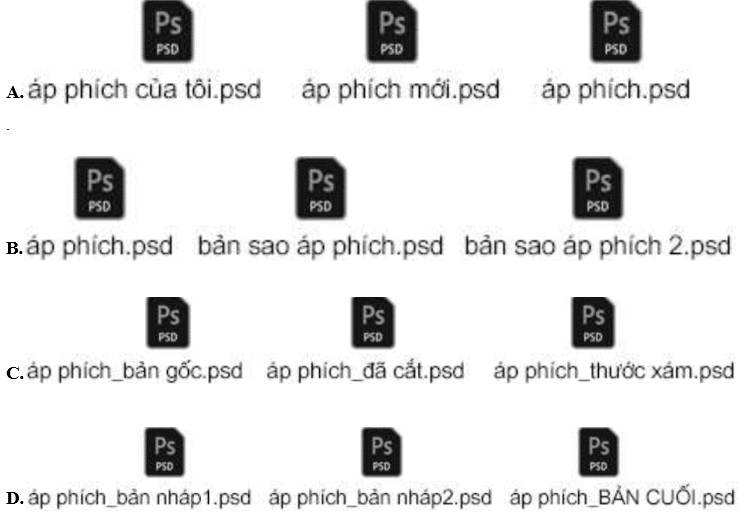 Ps Ps Ps
PSD PSD PSD
A. áp phích của tôi.psd áp phích mới.psd áp phích.psd
.
Ps Ps Ps
PSD PSD PSD
B. áp phích.psd bản sao áp phích.psd bản sao áp phích 2.psd
Ps Ps Ps
PSD PSD PSD
C. áp phích_bản gốc.psd áp phích_đã cắt.psd áp phích_thước xám.psd
Ps Ps Ps
PSD PSD PSD
D. áp phích_bản nháp1.psd áp phích_bản nháp2.psd áp phích_BẢN CUỐI.psd